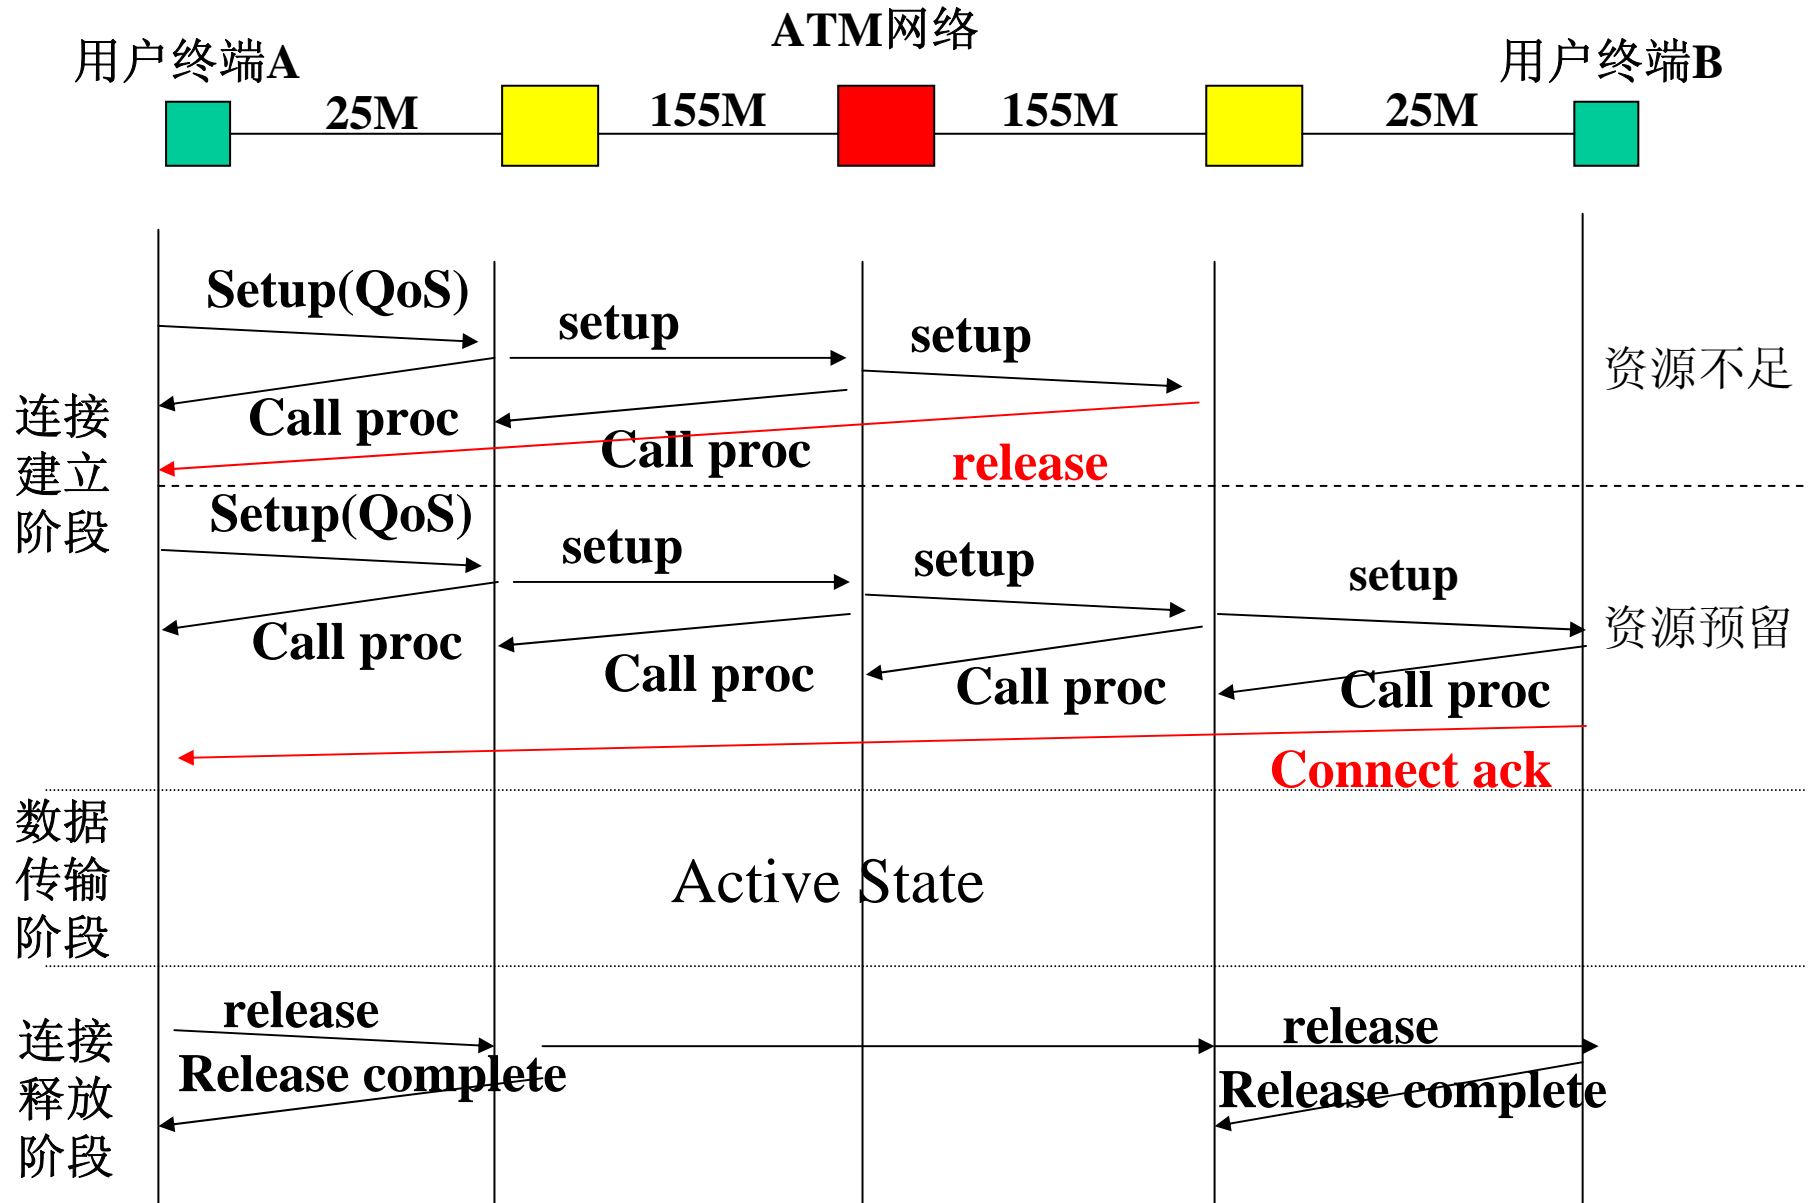 ATM网络
用户终端A
用户终端B
25M
155M
155M
25M
Setup(QoS)
setup
setup
资源不足
Call proc
Call proc
release
连接
建立
阶段
Setup(QoS)
setup
setup
setup
资源预留
Call proc
Call proc
Call proc
Call proc
Connect ack
数据
传输
阶段
Active State
release
release
Release complete
Release complete
连接
释放
阶段